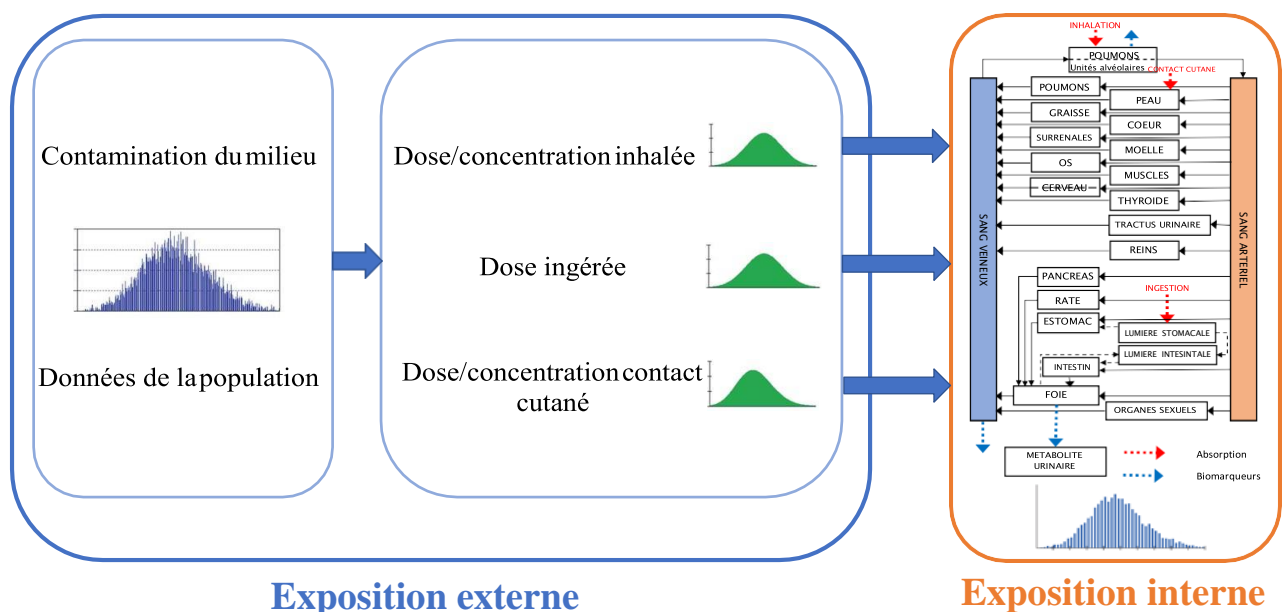 Contamination du milieu
Données de la population
Dose/concentration inhalée
Dose ingérée
Dose/concentration contact
cutané
Exposition externe
INHALATION
POUMONS
Unités alvéolaires
CONTACT CUTANE
POUMONS
PEAU
GRAISSE
COEUR
SURRENALES
MOELLE
OS
MUSCLES
CERVEAU
THYROIDE
TRACTUS URINAIRE
REINS
PANCREAS
INGESTION
RATE
ESTOMAC
LUMIERE STOMACALE
LUMIERE INTESINTALE
INTESTIN
FOIE
ORGANES SEXUELS
SANG VEINEUX
SANG ARTERIEL
METABOLITE
URINAIRE
Absorption
Biomarqueurs
Exposition interne